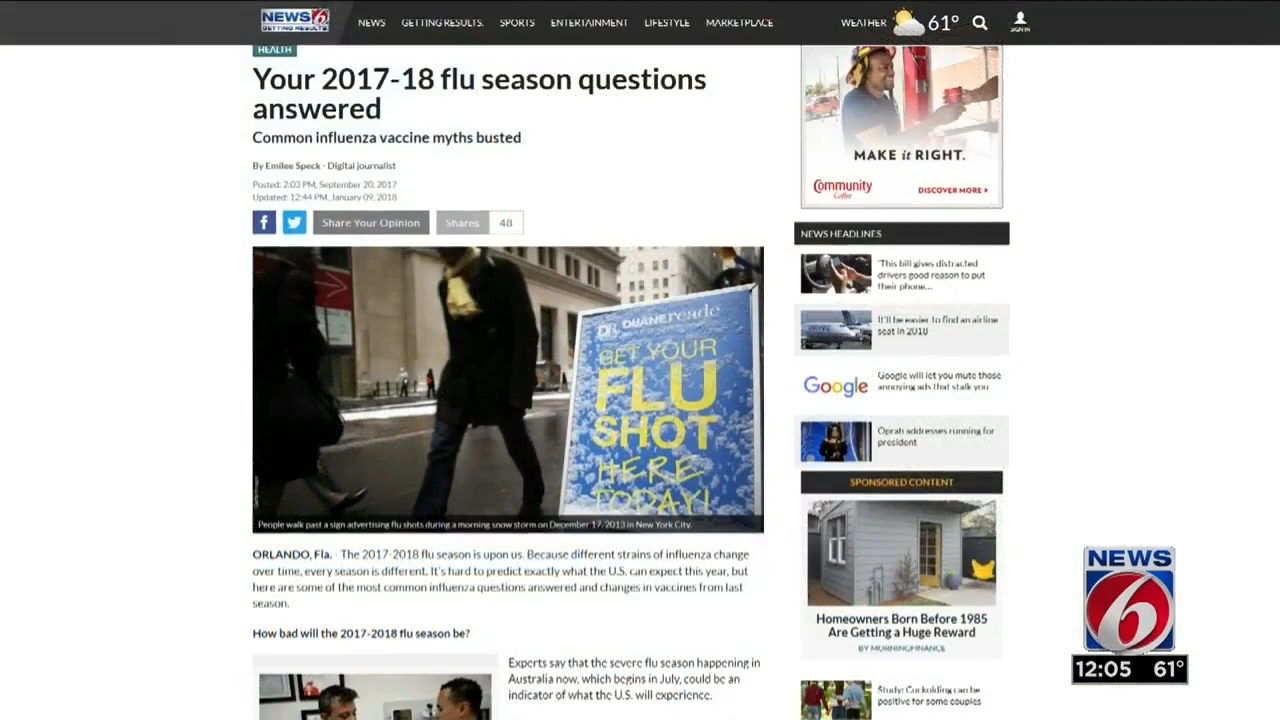 NEWS 6
GETTING RESULTS
NEWS
GETTING RESULTS.
SPORTS
ENTERTAINMENT
LIFESTYLE
MARKETPLACE
WEATHER
61°
SIGN IN
HEALTH
Your 2017-18 flu season questions
answered
Common influenza vaccine myths busted
By Emilee Speck - Digital journalist
Posted: 2:03 PM, September 20, 2017
Updated: 12:44 PM, January 09, 2018
f
Share Your Opinion
Shares
48
DR DUANEreade
GET YOUR
FLU
SHOT
HERE
TODAY!
People walk past a sign advertising flu shots during a morning snow storm on December 17, 2013 in New York City.
ORLANDO, Fla. - The 2017-2018 flu season is upon us. Because different strains of influenza change
over time, every season is different. It's hard to predict exactly what the U.S. can expect this year, but
here are some of the most common influenza questions answered and changes in vaccines from last
season.
How bad will the 2017-2018 flu season be?
Experts say that the severe flu season happening in
Australia now, which begins in July, could be an
indicator of what the U.S. will experience.
MAKE it RIGHT.
Community
Coffee
DISCOVER MORE
NEWS HEADLINES
'This bill gives distracted
drivers good reason to put
their phone...
It'll be easier to find an airline
seat in 2018
Google
Google will let you mute those
annoying ads that stalk you
Oprah addresses running for
president
SPONSORED CONTENT
Homeowners Born Before 1985
Are Getting a Huge Reward
BY MORNINGFINANCE
Study: Cuckolding can be
positive for some couples
NEWS
6
12:05 61°